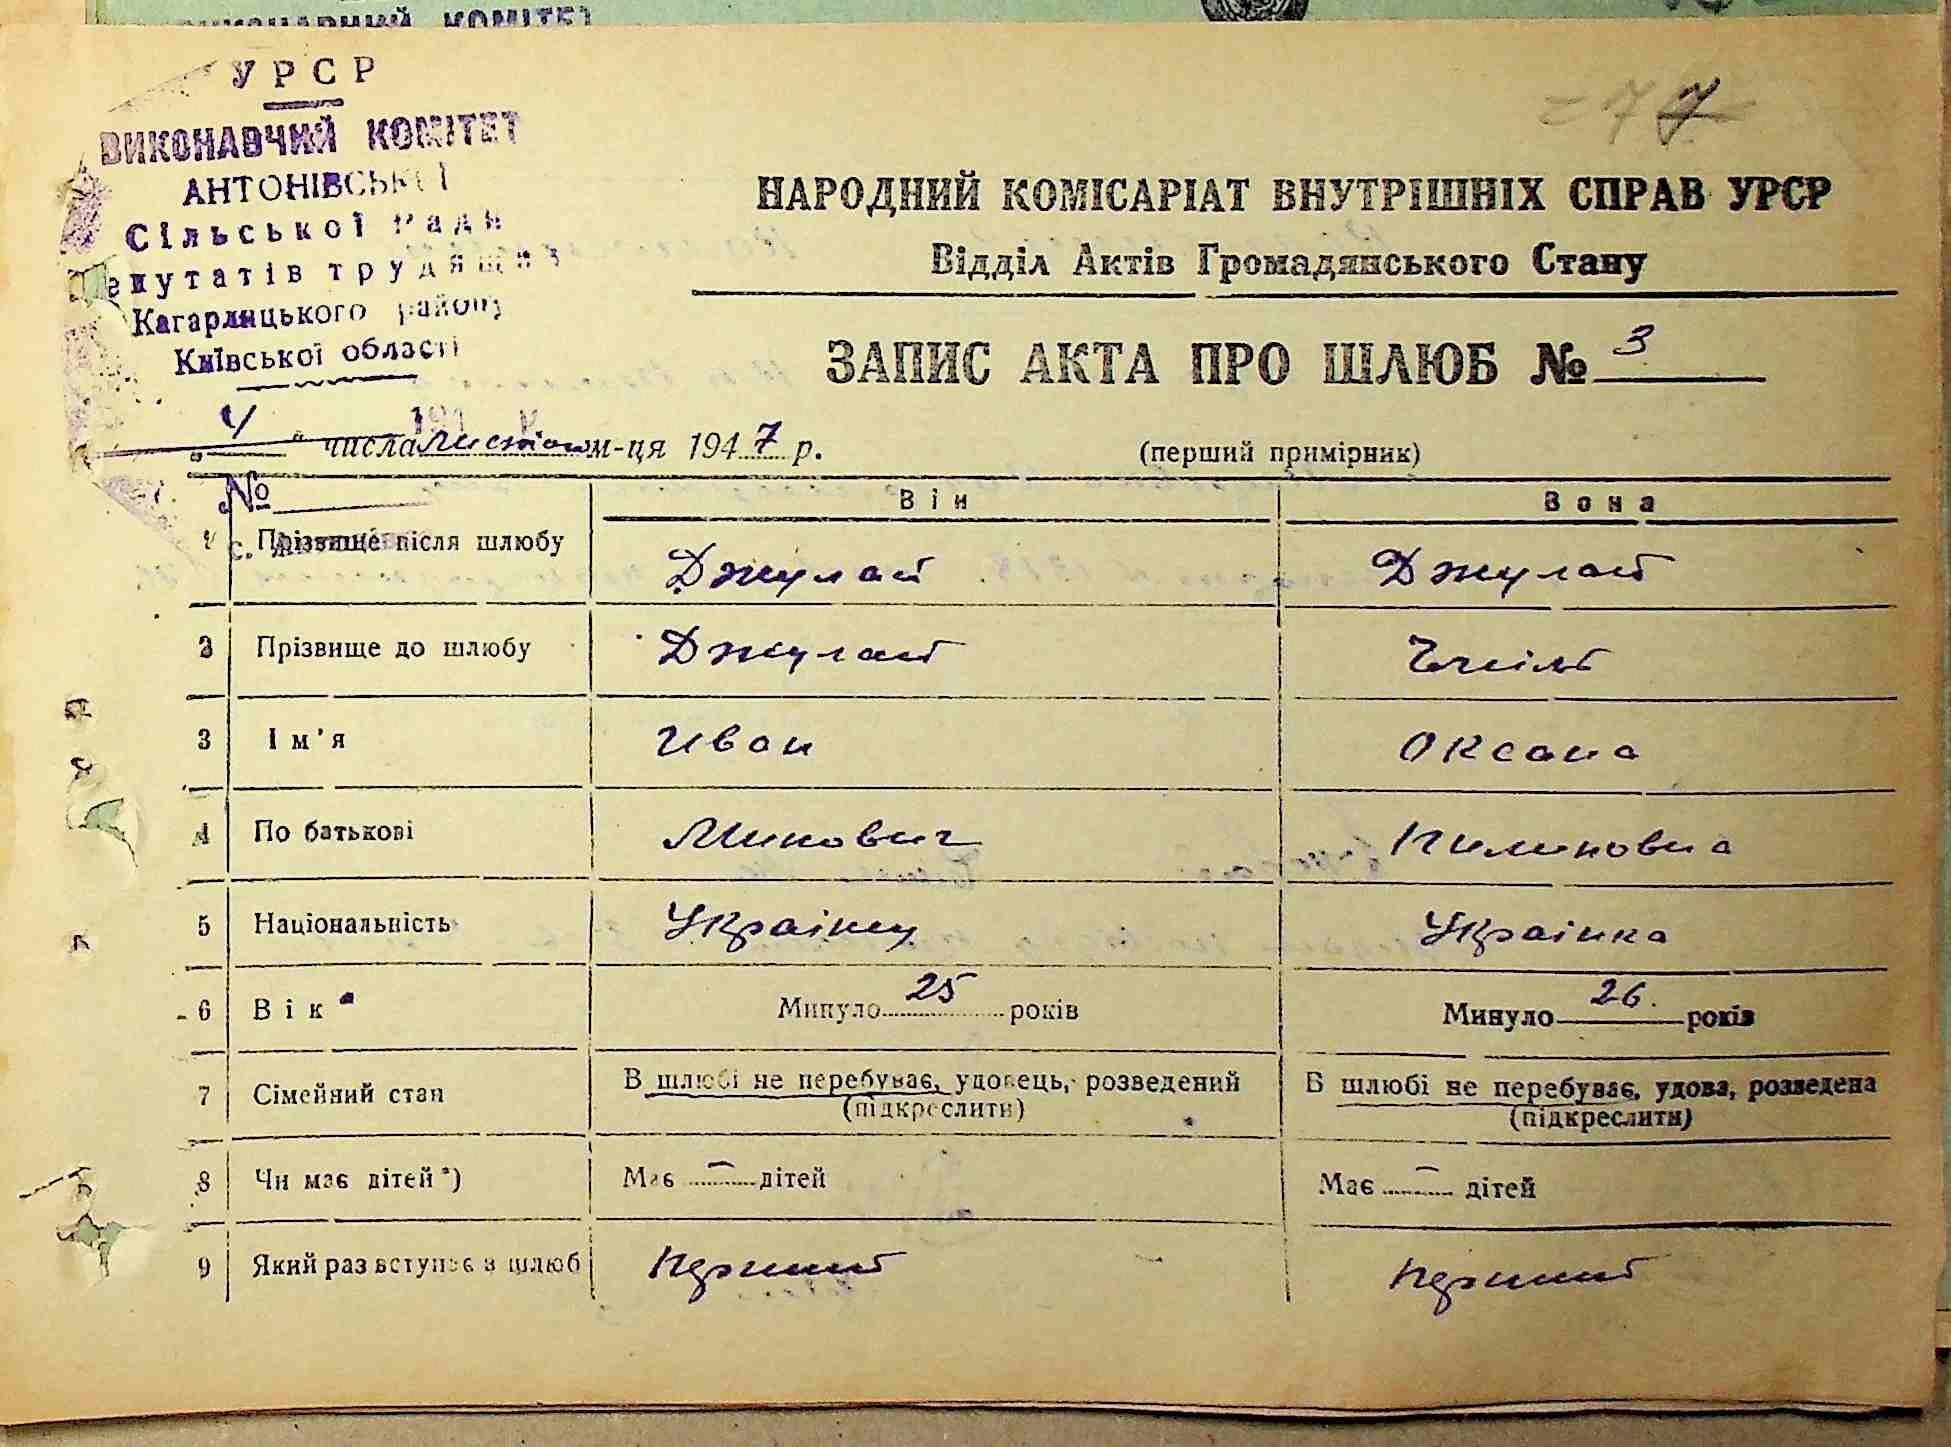 УРСР
ВИКОНАВЧИЙ КОМІТЕТ
АНТОНІВСЬКОЇ
Сільської Ради
депутатів трудящих
Кагарлицького району
Київської області
77
НАРОДНИЙ КОМІСАРІАТ ВНУТРІШНІХ СПРАВ УРСР
Відділ Актів Громадянського Стану
ЗАПИС АКТА ПРО ШЛЮБ № 3
4 числа м-ця 1947 р. (перший примірник)
№
Він Вона
1 Прізвище після шлюбу Джулай Джулай
2 Прізвище до шлюбу Джулай
3 Ім'я Иван Оксана
4 По батькові Минович Пилиповна
5 Національність Українец Українка
6 Вік Минуло 25 років Минуло 26. років
7 Сімейний стан В шлюбі не перебуває, удовець, розведений В шлюбі не перебуває, удова, розведена
(підкреслити) (підкреслити)
8 Чи має дітей*) Має — дітей Має — дітей
9 Який раз вступає в шлюб Перший Перший